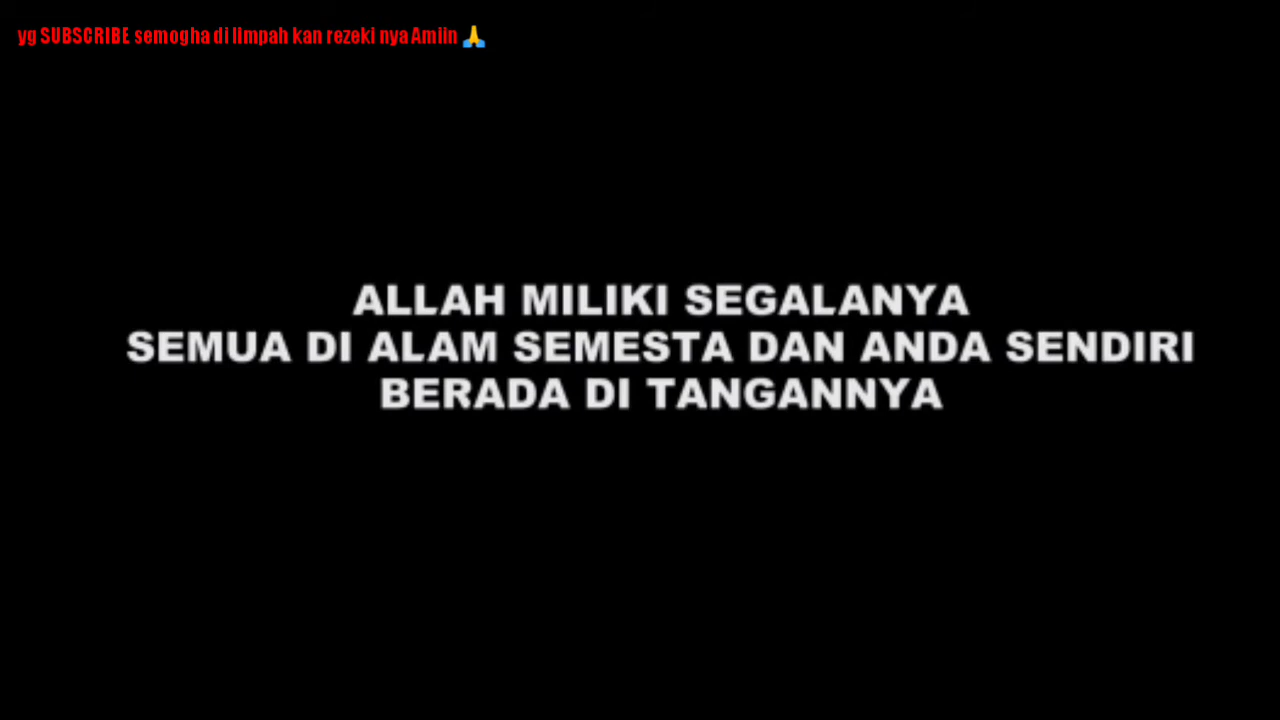 yg SUBSCRIBE semogha di limpah kan rezeki nya Amiin 🙏
ALLAH MILIKI SEGALANYA
SEMUA DI ALAM SEMESTA DAN ANDA SENDIRI
BERADA DI TANGANNYA